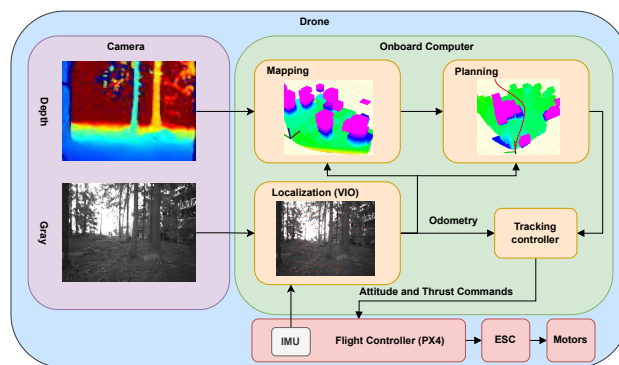 Drone
Camera
Onboard Computer
Mapping
Planning
Depth
Localization (VIO)
Gray
Odometry
Tracking
controller
Attitude and Thrust Commands
IMU
Flight Controller (PX4)
ESC
Motors